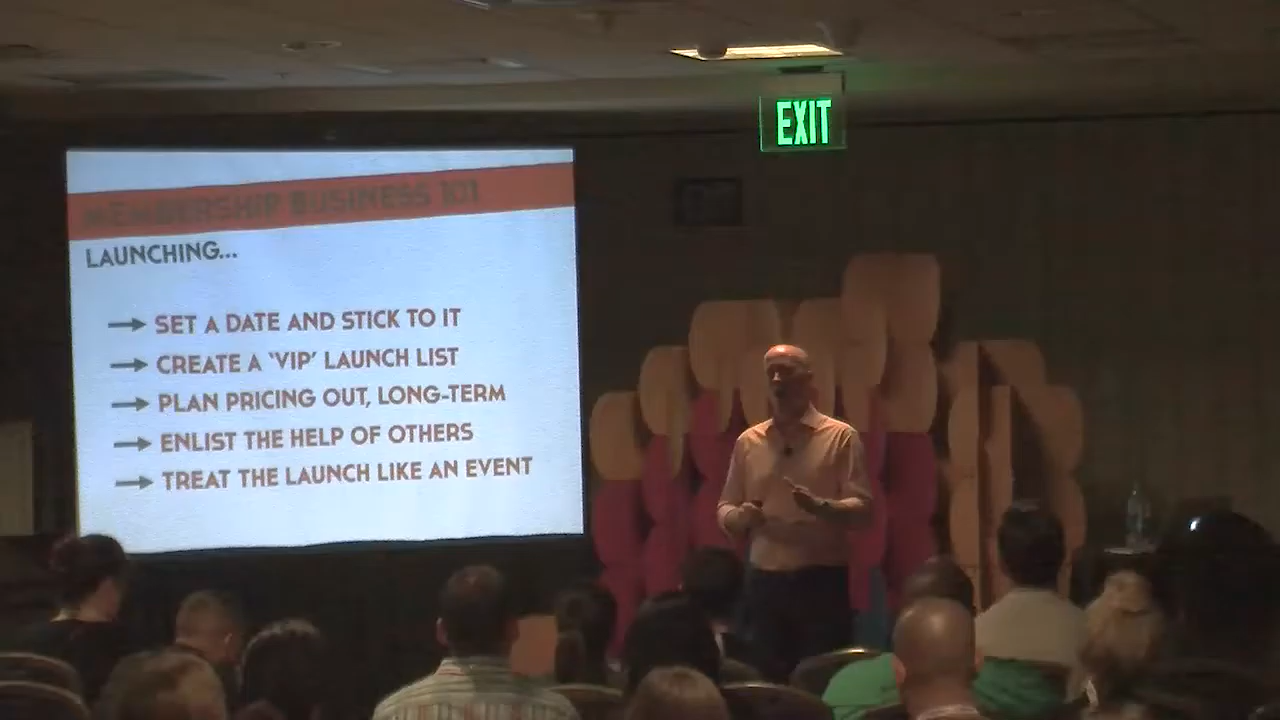 EXIT
MEMBERSHIP BUSINESS 101
LAUNCHING...
→ SET A DATE AND STICK TO IT
→ CREATE A 'VIP' LAUNCH LIST
→ PLAN PRICING OUT, LONG-TERM
→ ENLIST THE HELP OF OTHERS
→ TREAT THE LAUNCH LIKE AN EVENT